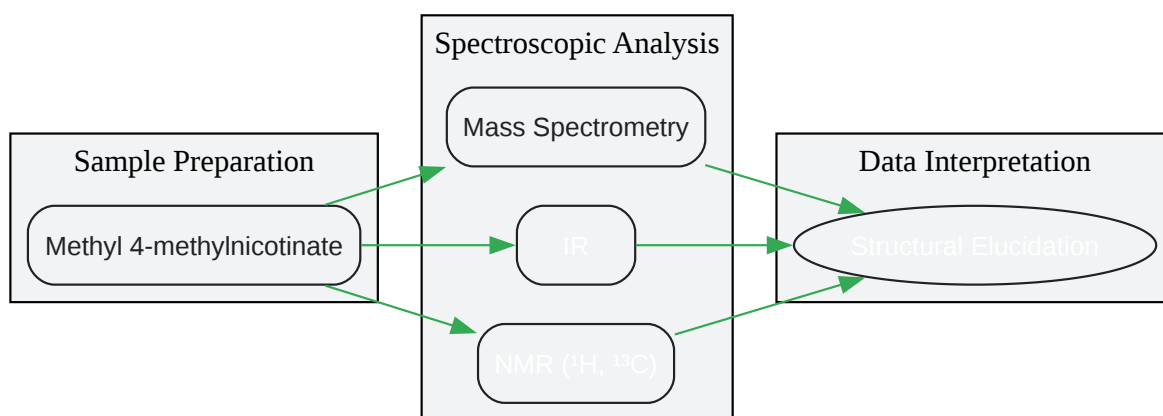 Sample Preparation
Methyl 4-methylnicotinate
Spectroscopic Analysis
Mass Spectrometry
IR
NMR (¹H, ¹³C)
Data Interpretation
Structural Elucidation